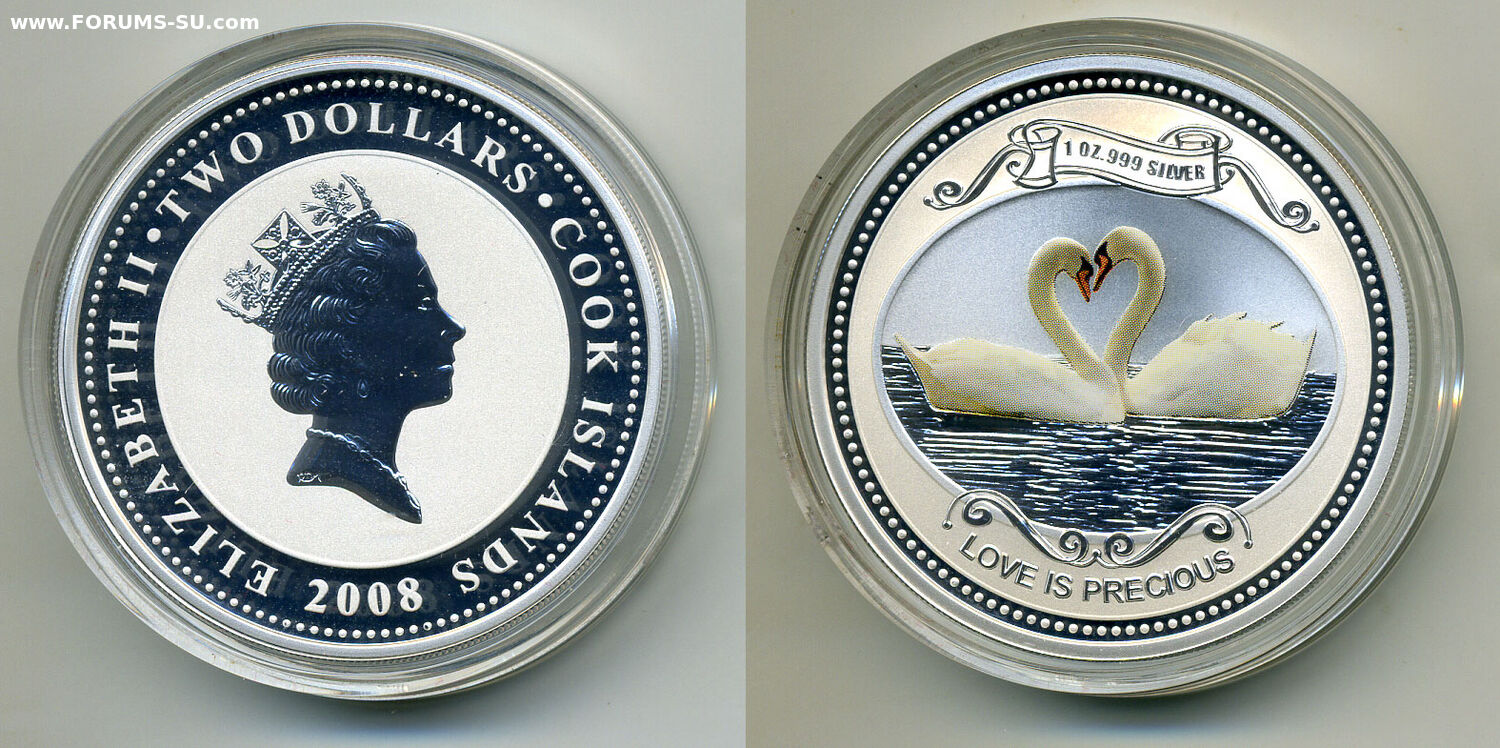 www.FORUMS-SU.com
ELIZABETH II • TWO DOLLARS • COOK ISLANDS
2008
1 OZ. 999 SILVER
LOVE IS PRECIOUS